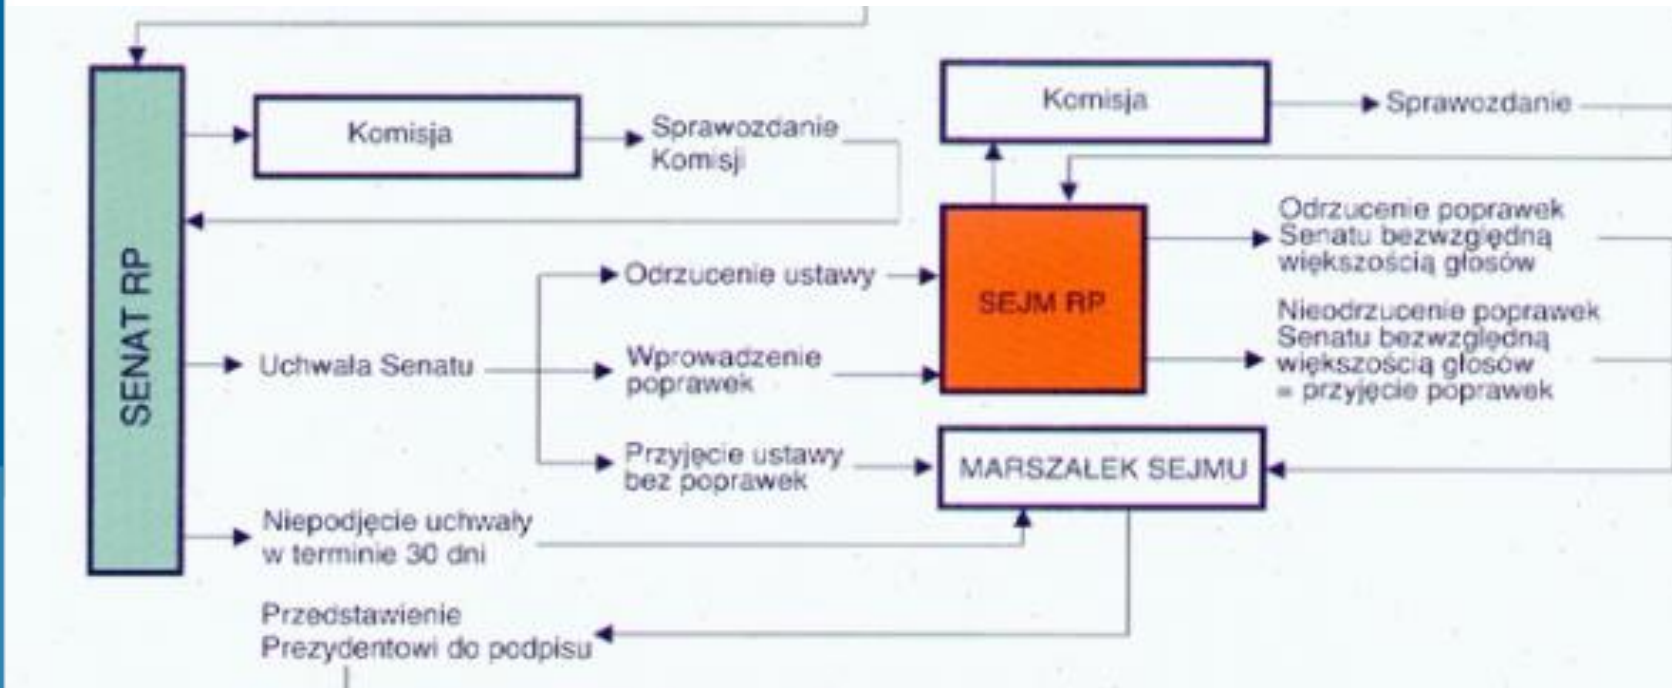 SENAT RP
Komisja
Sprawozdanie
Komisji
Uchwała Senatu
Odrzucenie ustawy
Wprowadzenie
poprawek
Przyjęcie ustawy
bez poprawek
Niepodjęcie uchwały
w terminie 30 dni
Przedstawienie
Prezydentowi do podpisu
Komisja
Sprawozdanie
SEJM RP
Odrzucenie poprawek
Senatu bezwzględną
większością głosów
Nieodrzucenie poprawek
Senatu bezwzględną
większością głosów
= przyjęcie poprawek
MARSZAŁEK SEJMU